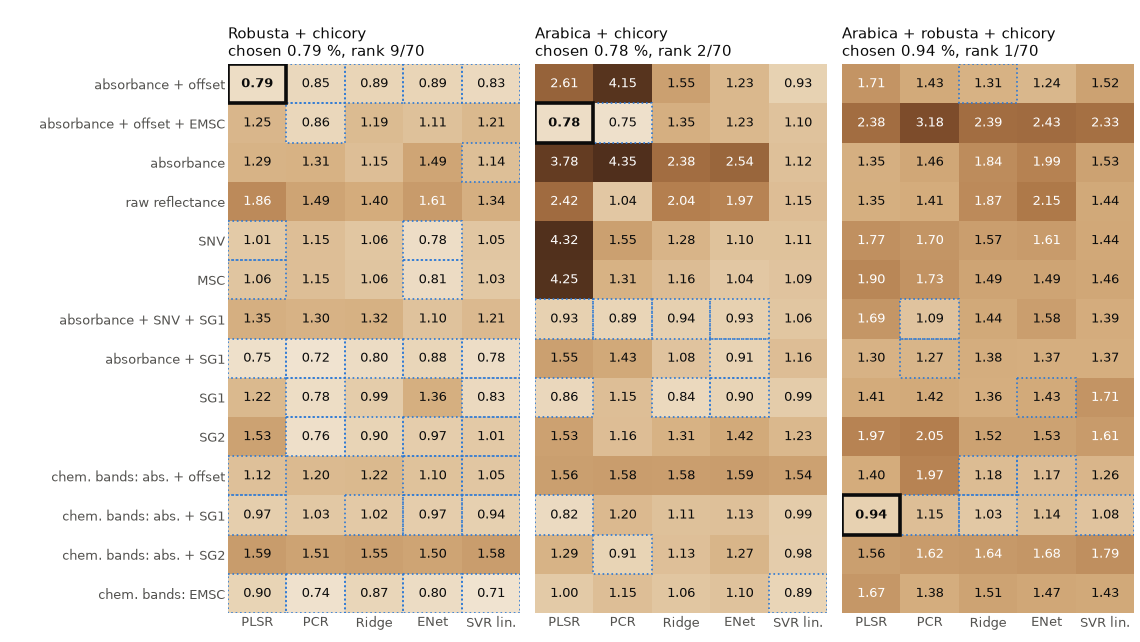 Robusta + chicory
chosen 0.79 %, rank 9/70
Arabica + chicory
chosen 0.78 %, rank 2/70
Arabica + robusta + chicory
chosen 0.94 %, rank 1/70
absorbance + offset 0.79 0.85 0.89 0.89 0.83 2.61 4.15 1.55 1.23 0.93 1.71 1.43 1.31 1.24 1.52
absorbance + offset + EMSC 1.25 0.86 1.19 1.11 1.21 0.78 0.75 1.35 1.23 1.10 2.38 3.18 2.39 2.43 2.33
absorbance 1.29 1.31 1.15 1.49 1.14 3.78 4.35 2.38 2.54 1.12 1.35 1.46 1.84 1.99 1.53
raw reflectance 1.86 1.49 1.40 1.61 1.34 2.42 1.04 2.04 1.97 1.15 1.35 1.41 1.87 2.15 1.44
SNV 1.01 1.15 1.06 0.78 1.05 4.32 1.55 1.28 1.10 1.11 1.77 1.70 1.57 1.61 1.44
MSC 1.06 1.15 1.06 0.81 1.03 4.25 1.31 1.16 1.04 1.09 1.90 1.73 1.49 1.49 1.46
absorbance + SNV + SG1 1.35 1.30 1.32 1.10 1.21 0.93 0.89 0.94 0.93 1.06 1.69 1.09 1.44 1.58 1.39
absorbance + SG1 0.75 0.72 0.80 0.88 0.78 1.55 1.43 1.08 0.91 1.16 1.30 1.27 1.38 1.37 1.37
SG1 1.22 0.78 0.99 1.36 0.83 0.86 1.15 0.84 0.90 0.99 1.41 1.42 1.36 1.43 1.71
SG2 1.53 0.76 0.90 0.97 1.01 1.53 1.16 1.31 1.42 1.23 1.97 2.05 1.52 1.53 1.61
chem. bands: abs. + offset 1.12 1.20 1.22 1.10 1.05 1.56 1.58 1.58 1.59 1.54 1.40 1.97 1.18 1.17 1.26
chem. bands: abs. + SG1 0.97 1.03 1.02 0.97 0.94 0.82 1.20 1.11 1.13 0.99 0.94 1.15 1.03 1.14 1.08
chem. bands: abs. + SG2 1.59 1.51 1.55 1.50 1.58 1.29 0.91 1.13 1.27 0.98 1.56 1.62 1.64 1.68 1.79
chem. bands: EMSC 0.90 0.74 0.87 0.80 0.71 1.00 1.15 1.06 1.10 0.89 1.67 1.38 1.51 1.47 1.43
PLSR PCR Ridge ENet SVR lin. PLSR PCR Ridge ENet SVR lin. PLSR PCR Ridge ENet SVR lin.